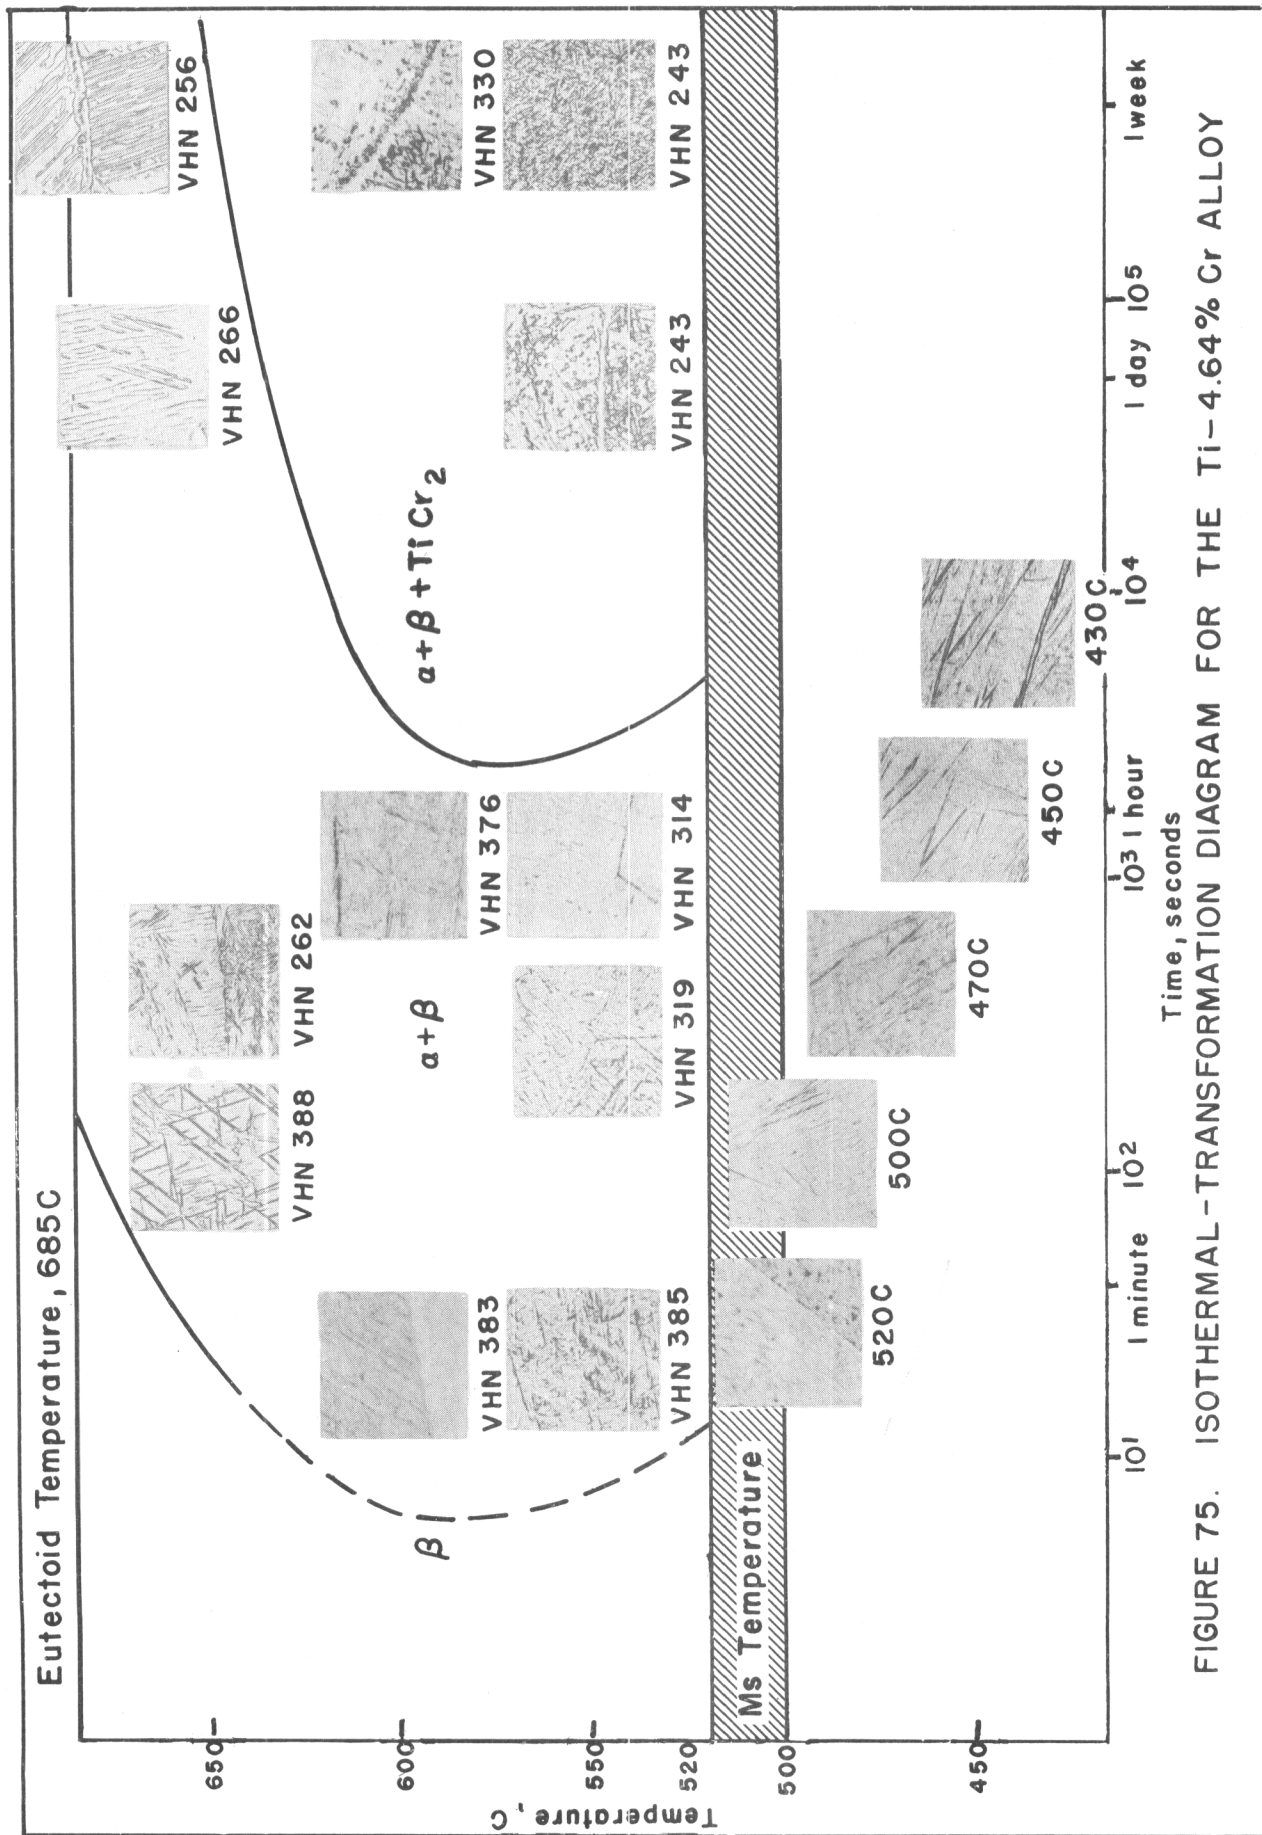 Eutectoid Temperature, 685C
VHN 256
VHN 266
VHN 388
VHN 262
650
β
α+β
α+β+TiCr2
600
VHN 383
VHN 376
VHN 330
550
VHN 385
VHN 319
VHN 314
VHN 243
VHN 243
520
Ms Temperature
500
520C
500C
470C
450C
430C
450
Temperature, C
10¹
1 minute
10²
10³
1 hour
10⁴
1 day
10⁵
1 week
Time, seconds
FIGURE 75. ISOTHERMAL-TRANSFORMATION DIAGRAM FOR THE Ti-4.64% Cr ALLOY